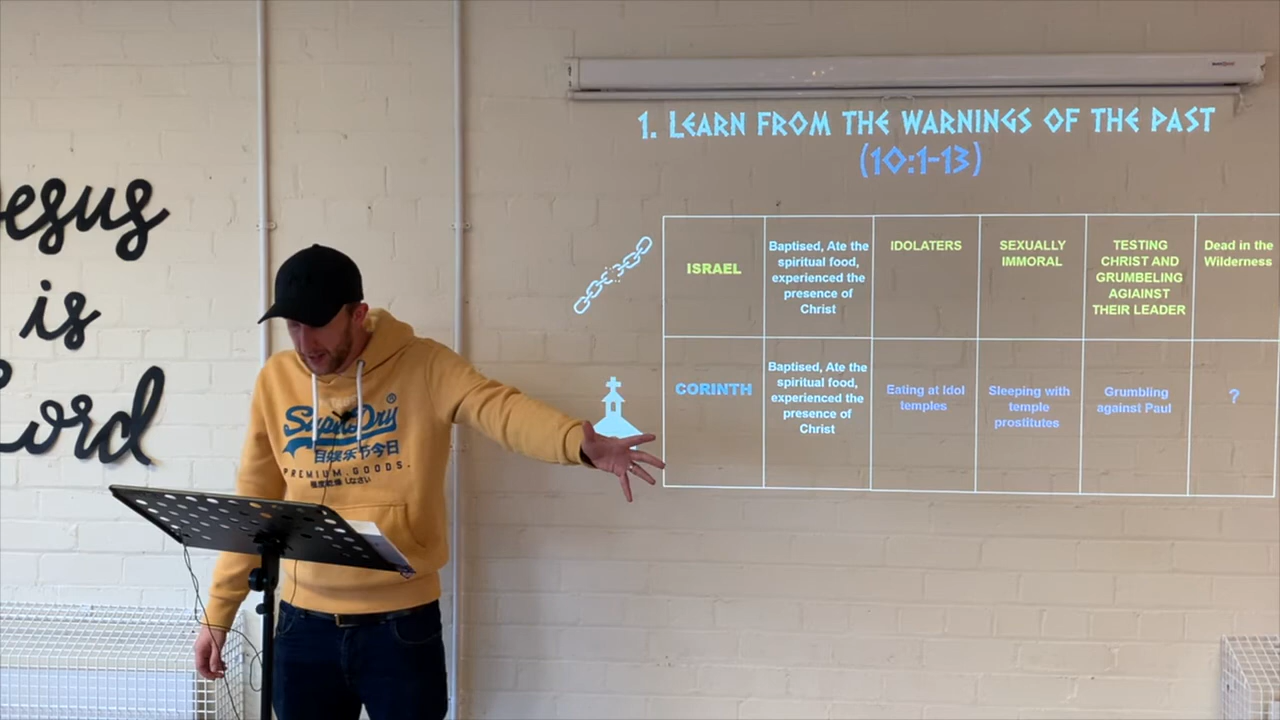 esus
is
Lord
1. LEARN FROM THE WARNINGS OF THE PAST
(10:1-13)
ISRAEL
Baptised, Ate the
spiritual food,
experienced the
presence of
Christ
IDOLATERS
SEXUALLY
IMMORAL
TESTING
CHRIST AND
GRUMBELING
AGIAINST
THEIR LEADER
Dead in the
Wilderness
CORINTH
Baptised, Ate the
spiritual food,
experienced the
presence of
Christ
Eating at Idol
temples
Sleeping with
temple
prostitutes
Grumbling
against Paul
?
SuperDry
PREMIUM.GOODS.